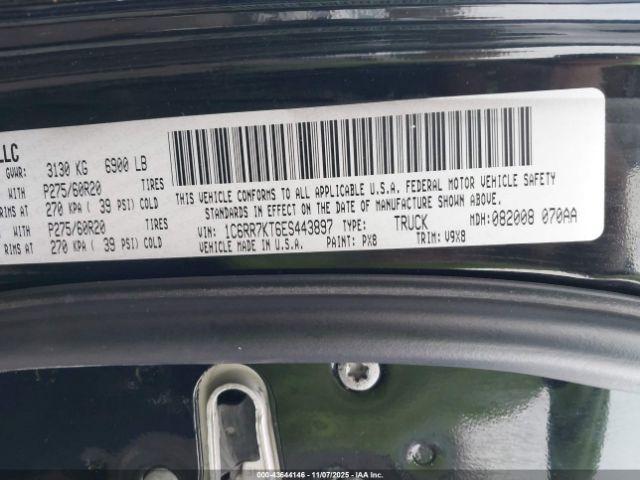 LLC
GVWR: 3130 KG 6900 LB
WITH P275/60R20 TIRES
RIMS AT 270 KPA ( 39 PSI) COLD
WITH P275/60R20 TIRES
RIMS AT 270 KPA ( 39 PSI) COLD
THIS VEHICLE CONFORMS TO ALL APPLICABLE U.S.A. FEDERAL MOTOR VEHICLE SAFETY
STANDARDS IN EFFECT ON THE DATE OF MANUFACTURE SHOWN ABOVE.
VIN: 1C6RR7KT6ES443897 TYPE: TRUCK MDH: 082008 070AA
VEHICLE MADE IN U.S.A. PAINT: PX8 TRIM: V9X8
000-43644146 11/07/2025 IAAI.COM